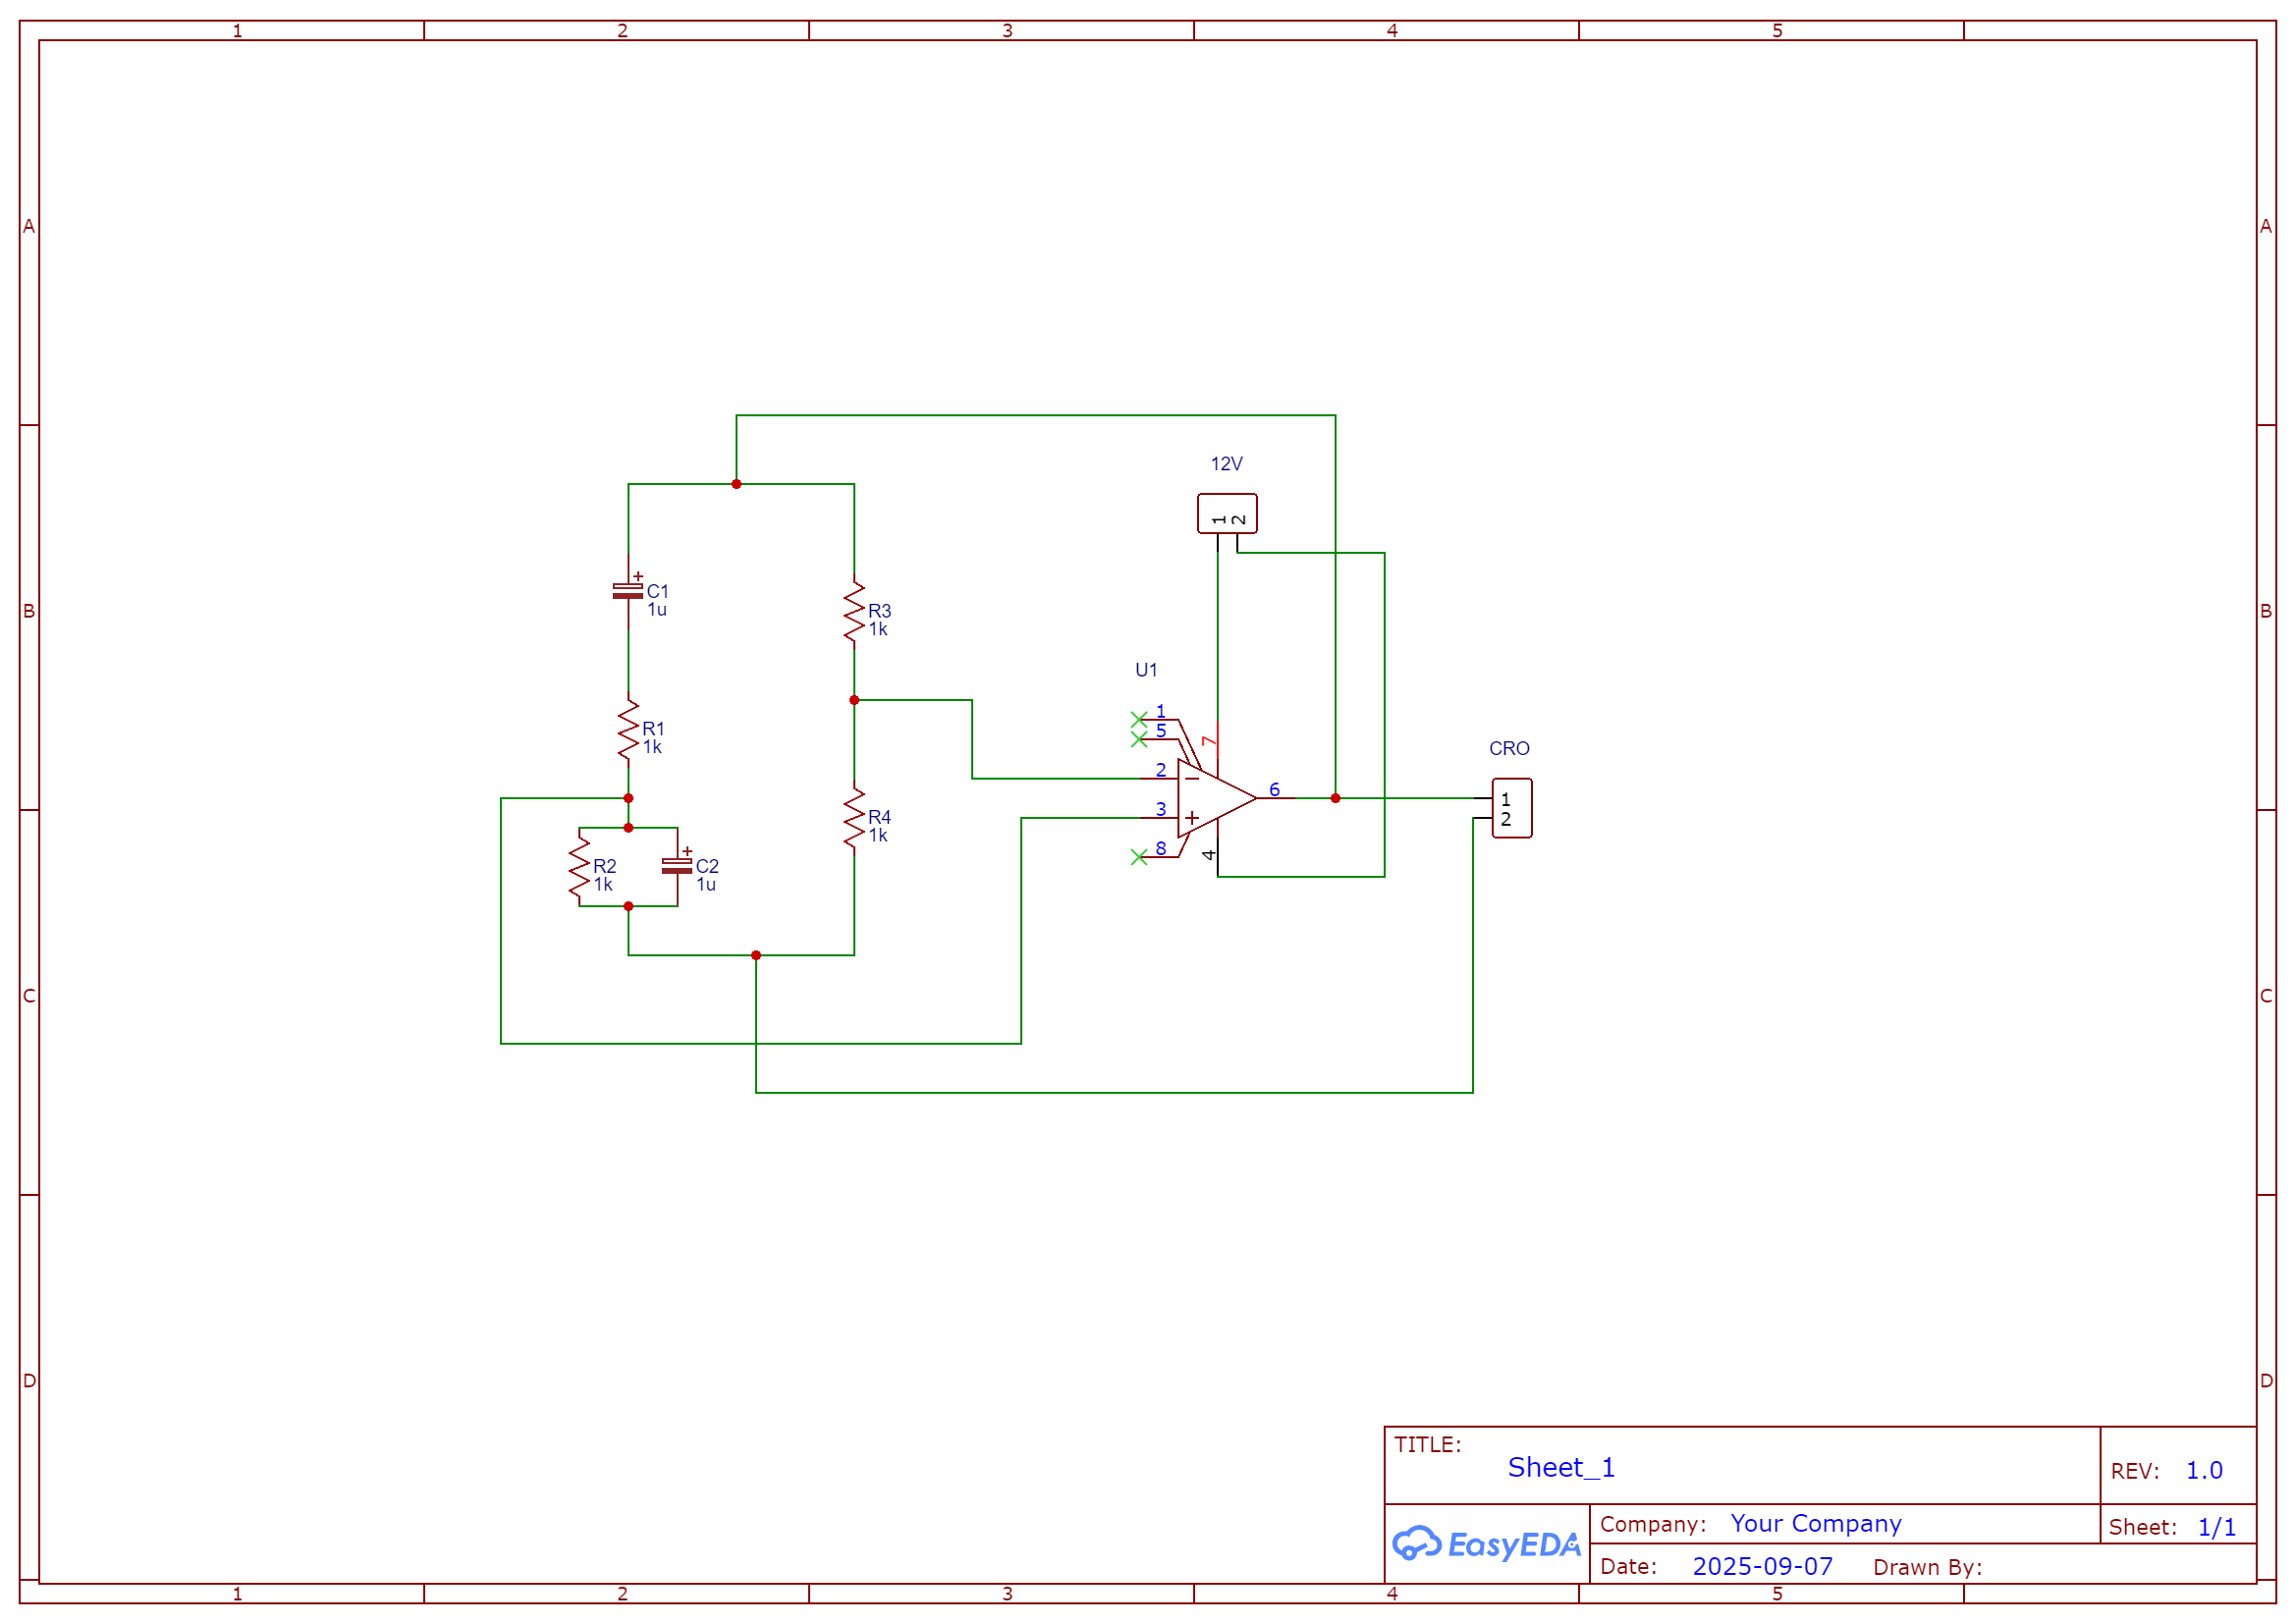 1 2 3 4 5
A A
12V
1 2
C1
1u
R3
1k
B B
U1
R1
1k
1
5
7
2
6
3
4
8
CRO
1
2
R4
1k
R2
1k
C2
1u
C C
D D
TITLE:
Sheet_1
REV: 1.0
EasyEDA
Company: Your Company
Sheet: 1/1
Date: 2025-09-07 Drawn By:
1 2 3 4 5